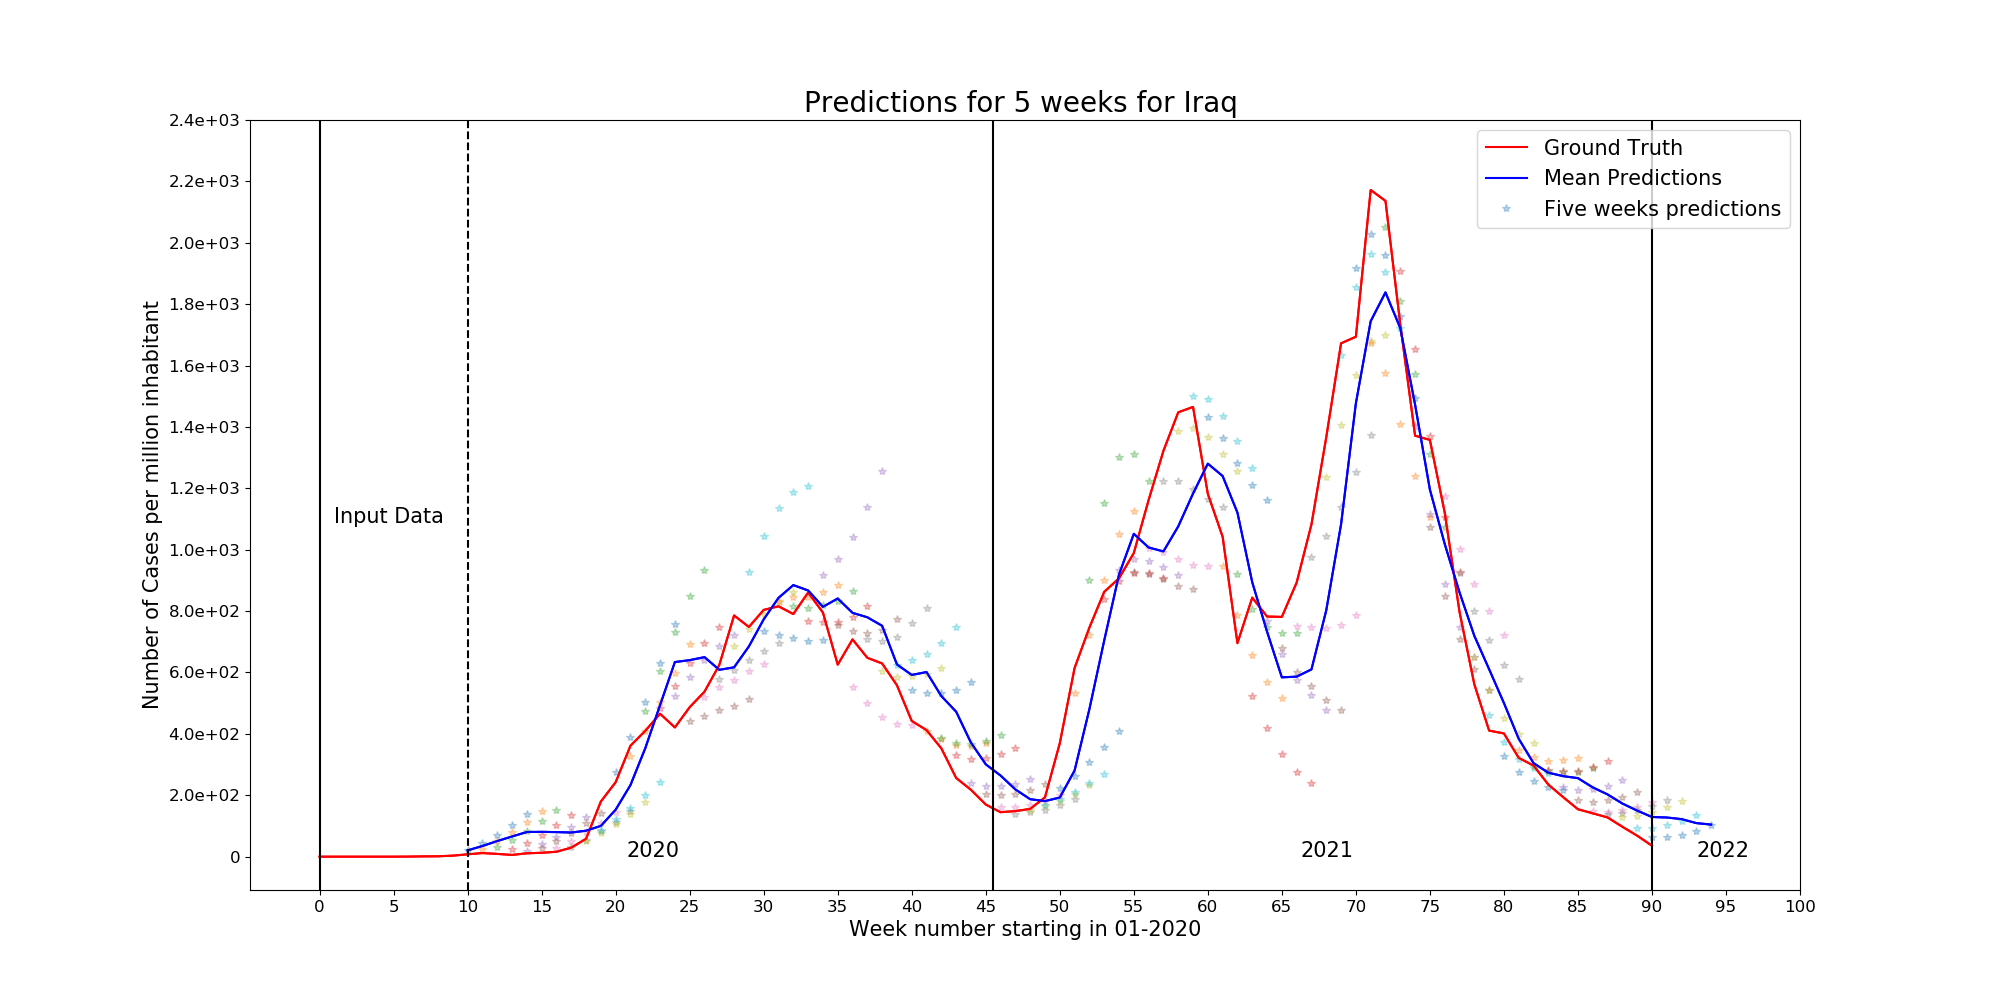 Predictions for 5 weeks for Iraq
2.4e+03
2.2e+03
2.0e+03
1.8e+03
1.6e+03
1.4e+03
1.2e+03
1.0e+03
8.0e+02
6.0e+02
4.0e+02
2.0e+02
0
Number of Cases per million inhabitant
Ground Truth
Mean Predictions
Five weeks predictions
Input Data
2020
2021
2022
0 5 10 15 20 25 30 35 40 45 50 55 60 65 70 75 80 85 90 95 100
Week number starting in 01-2020